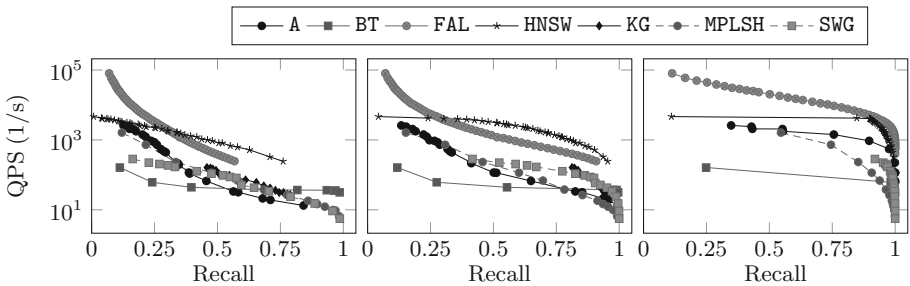 A BT FAL HNSW KG MPLSH SWG
QPS (1/s)
10^5
10^3
10^1
0 0.25 0.5 0.75 1
0 0.25 0.5 0.75 1
0.25 0.5 0.75 1
Recall Recall Recall